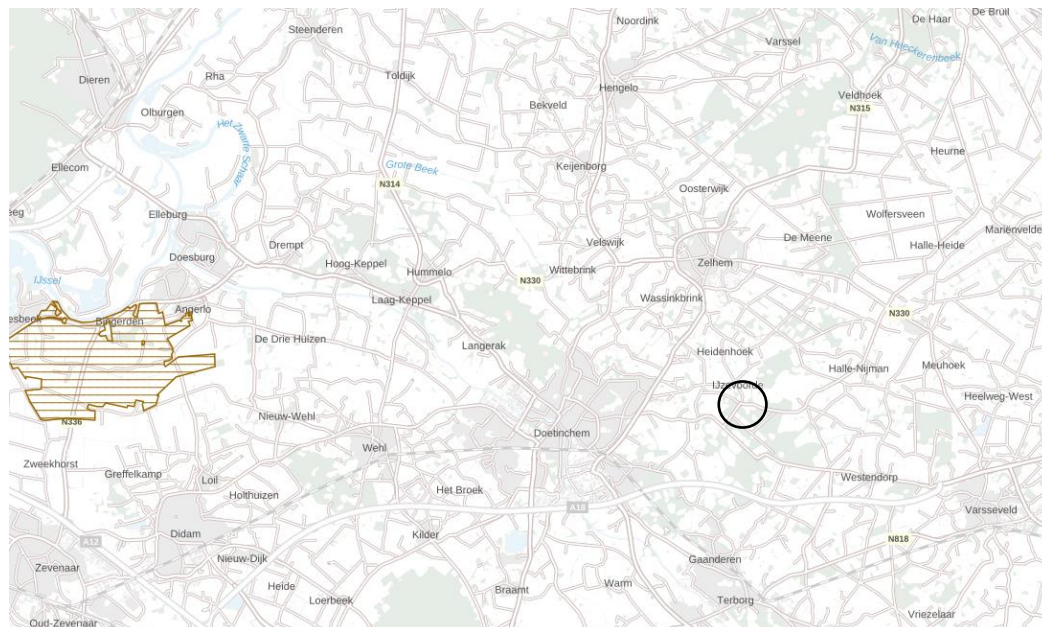 De Bruil
De Haar
Noordink
Steenderen
Varssel
Van Heeckerenbeek
Dieren
Rha
Toldijk
Hengelo
Veldhoek
Bekveld
N315
Olburgen
Het Zwarte Schaar
Heurne
Ellecom
Grote Beek
Keijenborg
N314
Oosterwijk
eeg
Elleburg
Wolfersveen
Mariënvelde
Drempt
Velswijk
De Meene
Halle-Heide
Doesburg
Hoog-Keppel
Hummelo
Wittebrink
Zelhem
IJssel
N330
Laag-Keppel
Wassinkbrink
Angerlo
esbeek
Bingerden
N330
De Drie Huizen
Langerak
Heidenhoek
Halle-Nijman
Meuhoek
IJzevoorde
Heelweg-West
Nieuw-Wehl
N336
Doetinchem
Wehl
Zweekhorst
Greffelkamp
Loil
Westendorp
Holthuizen
Het Broek
A18
Varsseveld
Didam
Kilder
A12
N818
Nieuw-Dijk
Gaanderen
Zevenaar
Heide
Braamt
Warm
Loerbeek
Terborg
Vriezelaar
Oud-Zevenaar